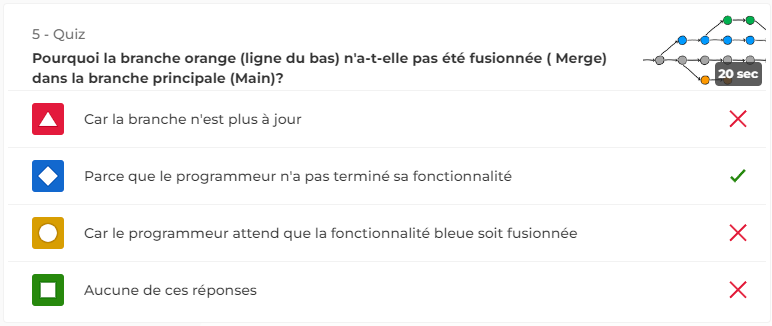 5 - Quiz
Pourquoi la branche orange (ligne du bas) n'a-t-elle pas été fusionnée ( Merge)
dans la branche principale (Main)?
20 sec
Car la branche n'est plus à jour
Parce que le programmeur n'a pas terminé sa fonctionnalité
Car le programmeur attend que la fonctionnalité bleue soit fusionnée
Aucune de ces réponses